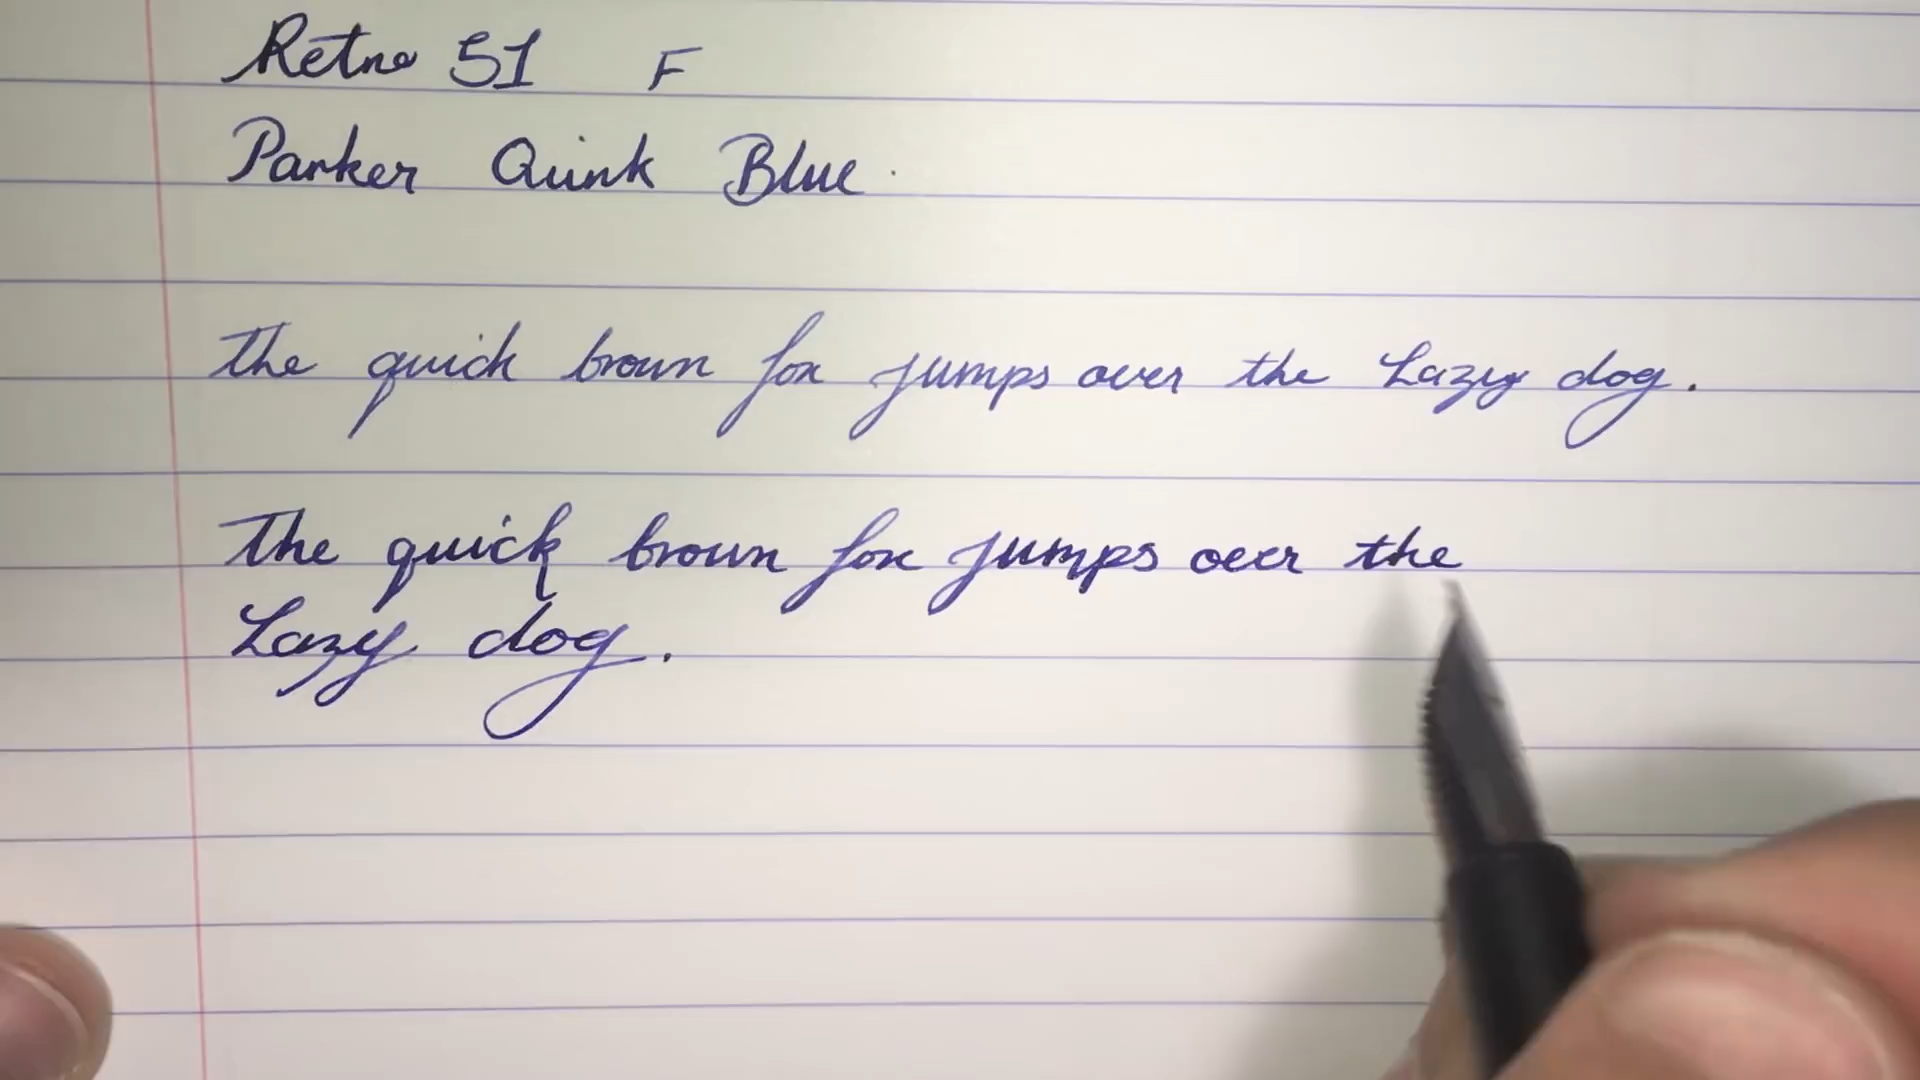 Retro 51 F
Parker Quink Blue.
The quick brown fox jumps over the Lazy dog.
The quick brown fox jumps over the
Lazy dog.